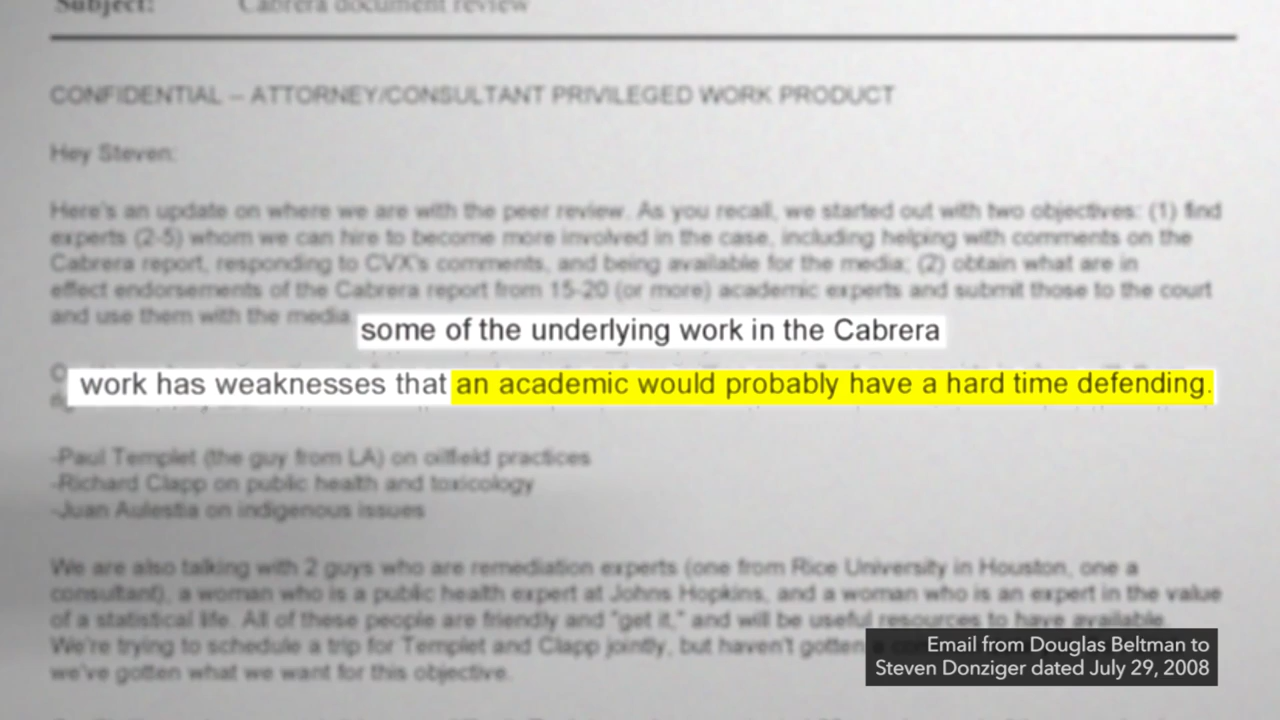 Subject: Cabrera document review
CONFIDENTIAL – ATTORNEY/CONSULTANT PRIVILEGED WORK PRODUCT
Hey Steven:
Here's an update on where we are with the peer review. As you recall, we started out with two objectives: (1) find
experts (2-5) whom we can hire to become more involved in the case, including helping with comments on the
Cabrera report, responding to CVX's comments, and being available for the media; (2) obtain what are in
effect endorsements of the Cabrera report from 15-20 (or more) academic experts and submit those to the court
and use them with the media.
some of the underlying work in the Cabrera
work has weaknesses that an academic would probably have a hard time defending.
-Paul Templet (the guy from LA) on oilfield practices
-Richard Clapp on public health and toxicology
-Juan Aulestia on indigenous issues
We are also talking with 2 guys who are remediation experts (one from Rice University in Houston, one a
consultant), a woman who is a public health expert at Johns Hopkins, and a woman who is an expert in the value
of a statistical life. All of these people are friendly and "get it," and will be useful resources to have available.
We're trying to schedule a trip for Templet and Clapp jointly, but haven't gotten
we've gotten what we want for this objective.
Email from Douglas Beltman to
Steven Donziger dated July 29, 2008